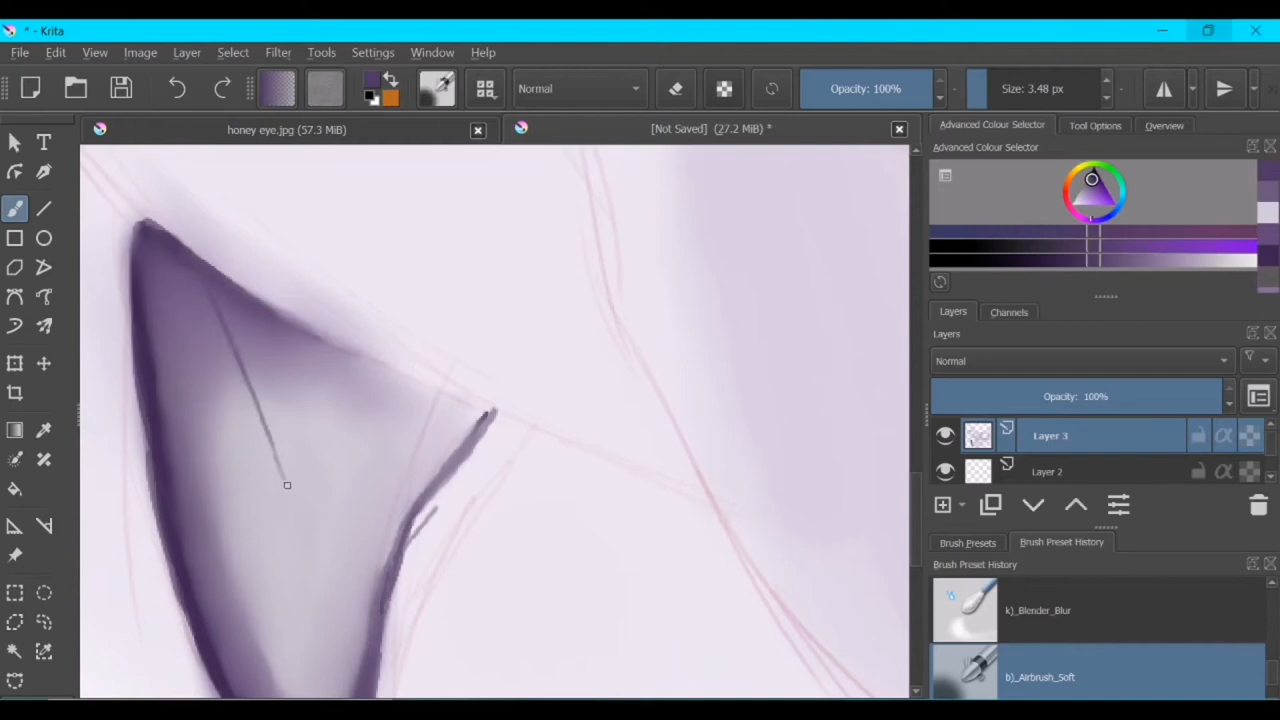 * - Krita
File Edit View Image Layer Select Filter Tools Settings Window Help
Normal
Opacity: 100%
Size: 3.48 px
honey eye.jpg (57.3 MiB)
[Not Saved] (27.2 MiB) *
Advanced Colour Selector
Tool Options
Overview
Advanced Colour Selector
Layers
Channels
Layers
Normal
Opacity: 100%
Layer 3
Layer 2
Brush Presets
Brush Preset History
Brush Preset History
k)_Blender_Blur
b)_Airbrush_Soft